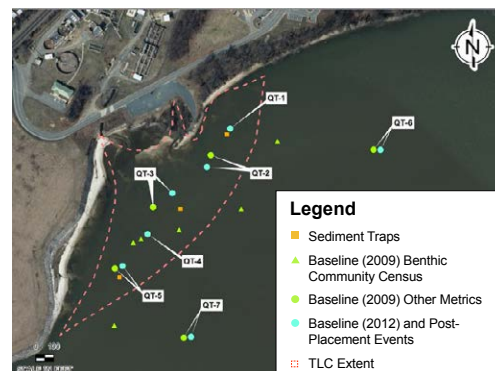 N
QT-1
QT-6
QT-2
QT-3
QT-4
QT-5
QT-7
Legend
Sediment Traps
Baseline (2009) Benthic
Community Census
Baseline (2009) Other Metrics
Baseline (2012) and Post-
Placement Events
TLC Extent
0 100